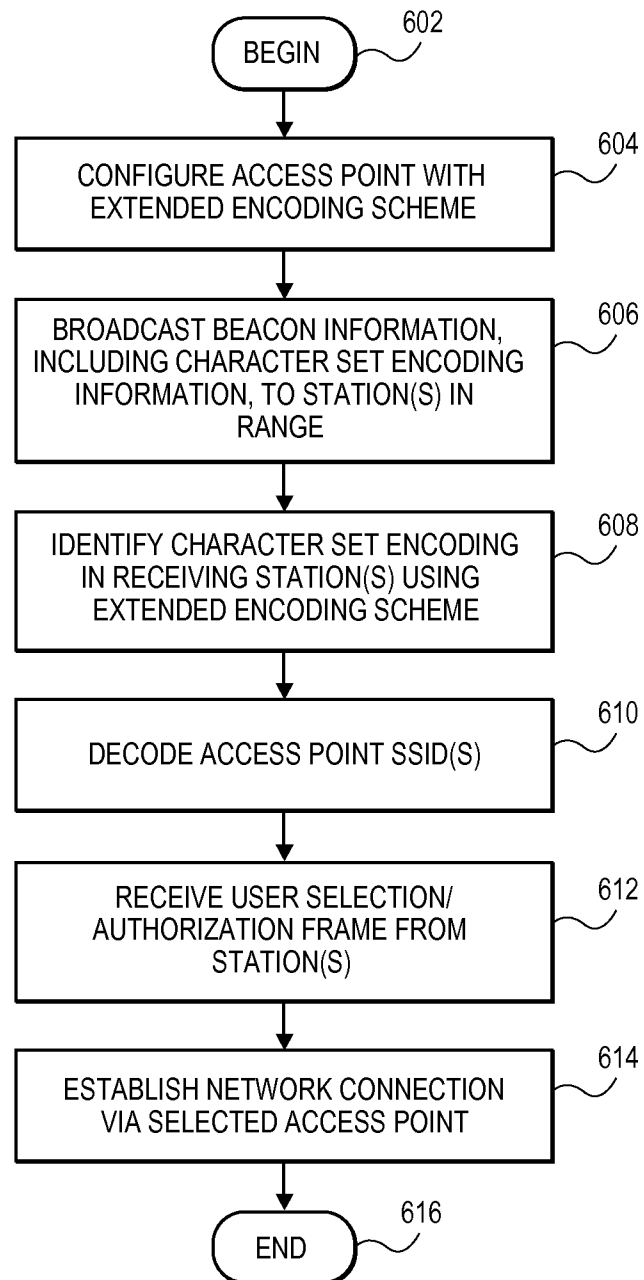 BEGIN
602
604
CONFIGURE ACCESS POINT WITH
EXTENDED ENCODING SCHEME
606
BROADCAST BEACON INFORMATION,
INCLUDING CHARACTER SET ENCODING
INFORMATION, TO STATION(S) IN
RANGE
608
IDENTIFY CHARACTER SET ENCODING
IN RECEIVING STATION(S) USING
EXTENDED ENCODING SCHEME
610
DECODE ACCESS POINT SSID(S)
612
RECEIVE USER SELECTION/
AUTHORIZATION FRAME FROM
STATION(S)
614
ESTABLISH NETWORK CONNECTION
VIA SELECTED ACCESS POINT
616
END